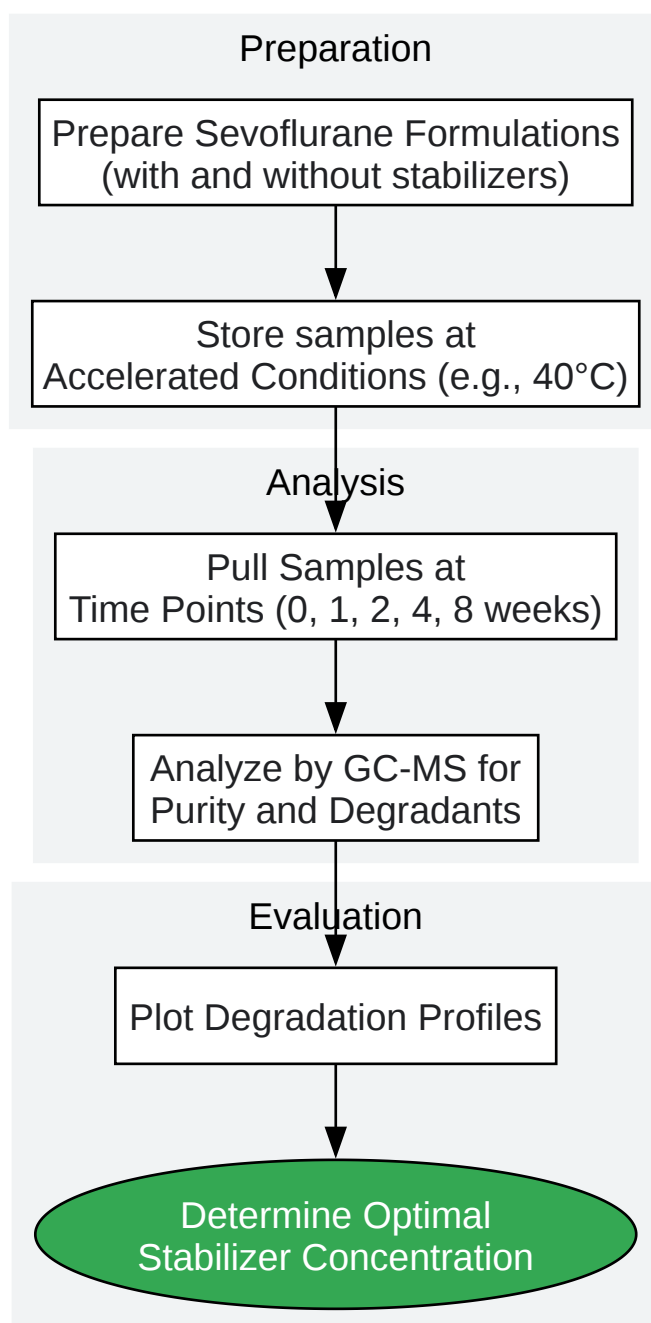 Preparation
Prepare Sevoflurane Formulations
(with and without stabilizers)
Store samples at
Accelerated Conditions (e.g., 40°C)
Analysis
Pull Samples at
Time Points (0, 1, 2, 4, 8 weeks)
Analyze by GC-MS for
Purity and Degradants
Evaluation
Plot Degradation Profiles
Determine Optimal
Stabilizer Concentration